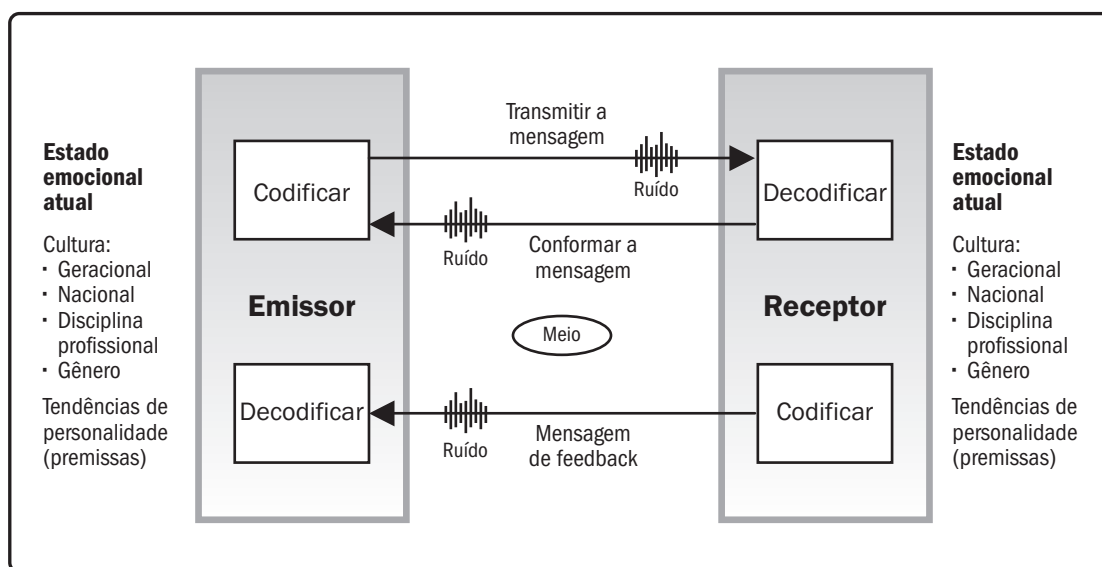 Transmitir a
mensagem
Ruído
Estado
emocional
atual
Cultura:
· Geracional
· Nacional
· Disciplina
profissional
· Gênero
Tendências de
personalidade
(premissas)
Codificar
Emissor
Decodificar
Ruído
Conformar a
mensagem
Meio
Ruído
Mensagem
de feedback
Decodificar
Receptor
Codificar
Estado
emocional
atual
Cultura:
· Geracional
· Nacional
· Disciplina
profissional
· Gênero
Tendências de
personalidade
(premissas)